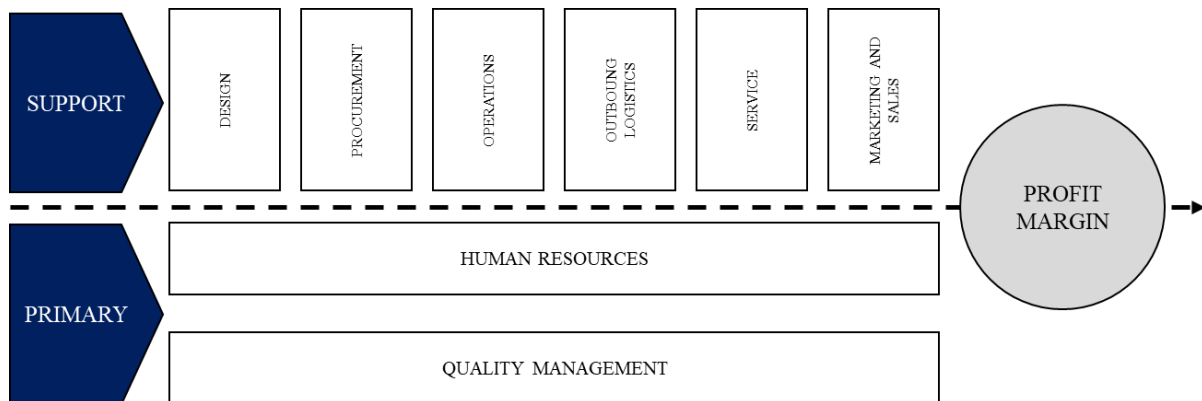 SUPPORT
DESIGN
PROCUREMENT
OPERATIONS
OUTBOUNG
LOGISTICS
SERVICE
MARKETING AND
SALES
PROFIT
MARGIN
PRIMARY
HUMAN RESOURCES
QUALITY MANAGEMENT